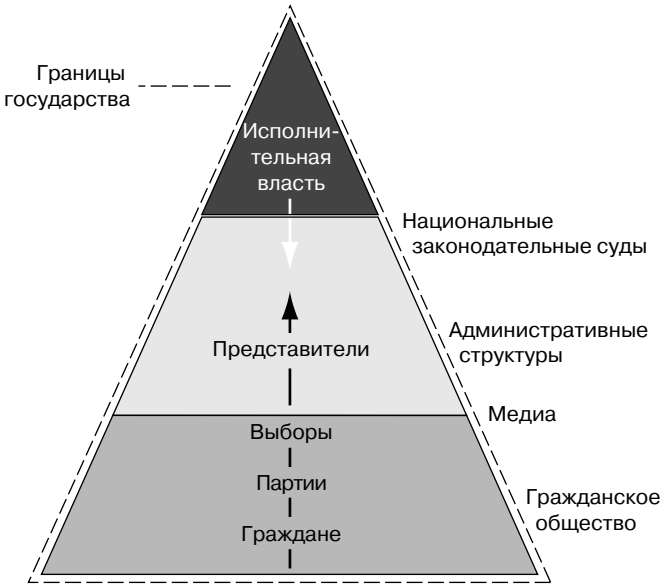 Границы
государства
Исполни-
тельная
власть
Национальные
законодательные суды
Административные
структуры
Представители
Медиа
Выборы
Партии
Граждане
Гражданское
общество